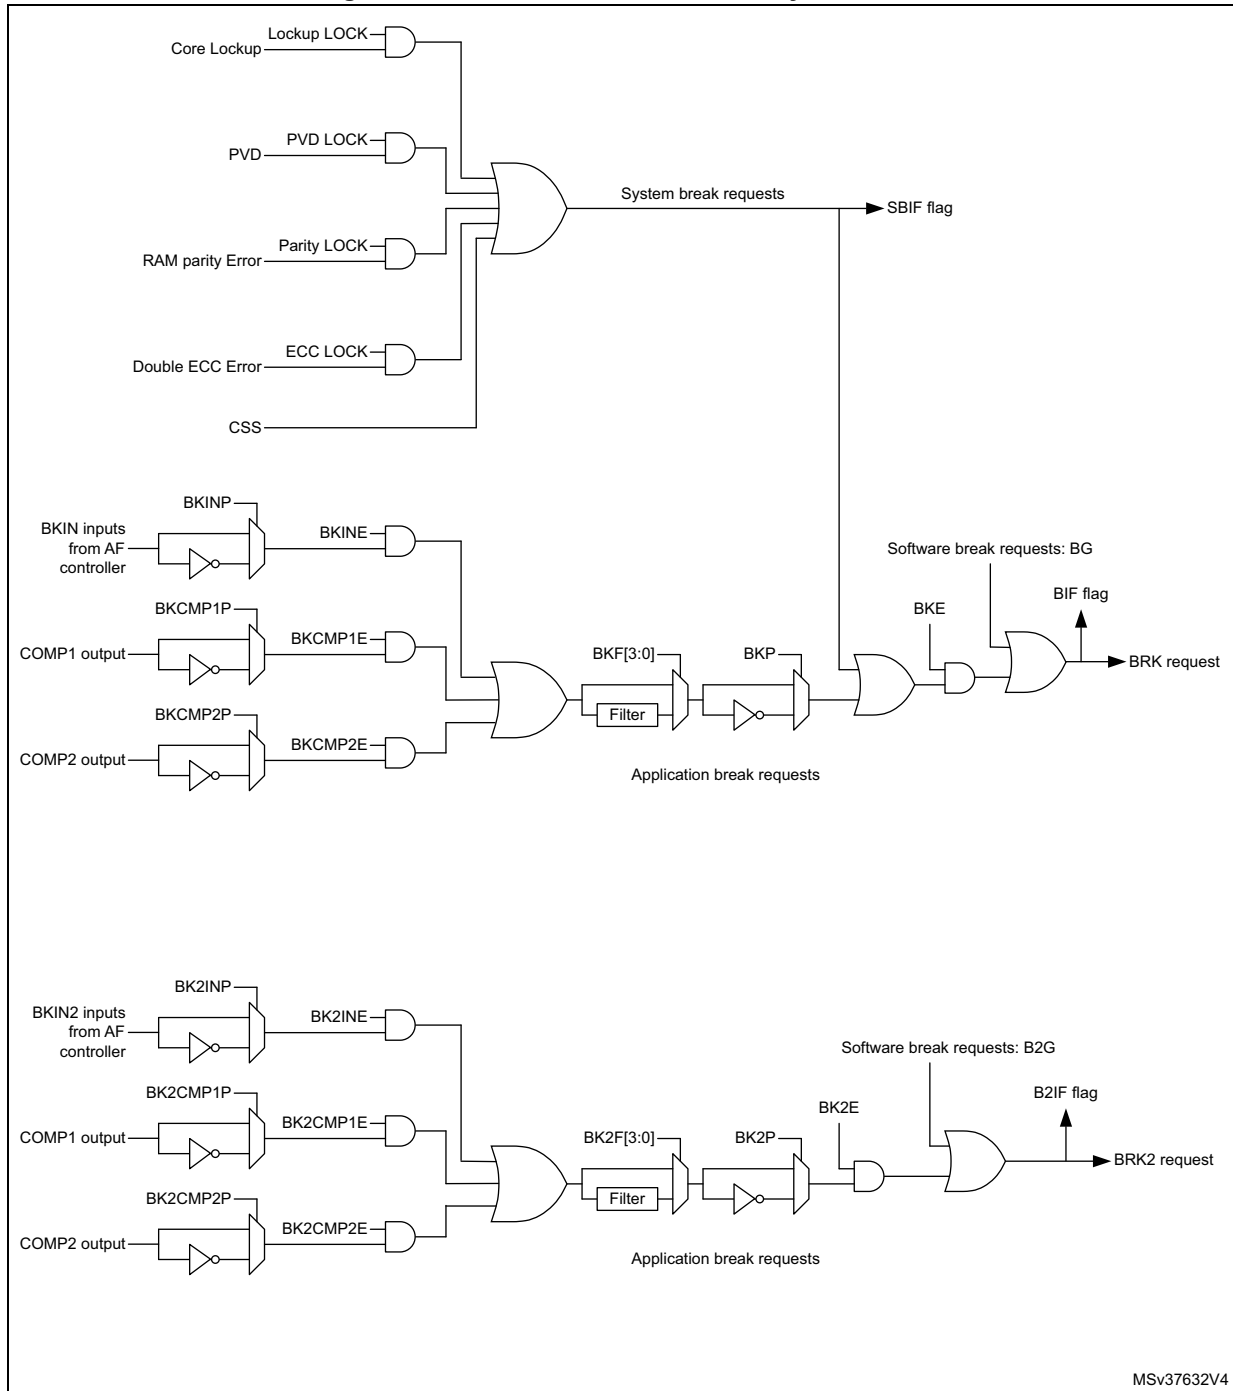 Lockup LOCK
Core Lockup
PVD LOCK
PVD
System break requests
SBIF flag
Parity LOCK
RAM parity Error
ECC LOCK
Double ECC Error
CSS
BKINP
BKIN inputs
from AF
controller
BKINE
Software break requests: BG
BIF flag
BKCMP1P
BKE
COMP1 output
BKCMP1E
BKF[3:0]
BKP
BRK request
BKCMP2P
Filter
COMP2 output
BKCMP2E
Application break requests
BK2INP
BKIN2 inputs
from AF
controller
BK2INE
Software break requests: B2G
B2IF flag
BK2CMP1P
BK2E
COMP1 output
BK2CMP1E
BK2F[3:0]
BK2P
BRK2 request
BK2CMP2P
Filter
COMP2 output
BK2CMP2E
Application break requests
MSv37632V4